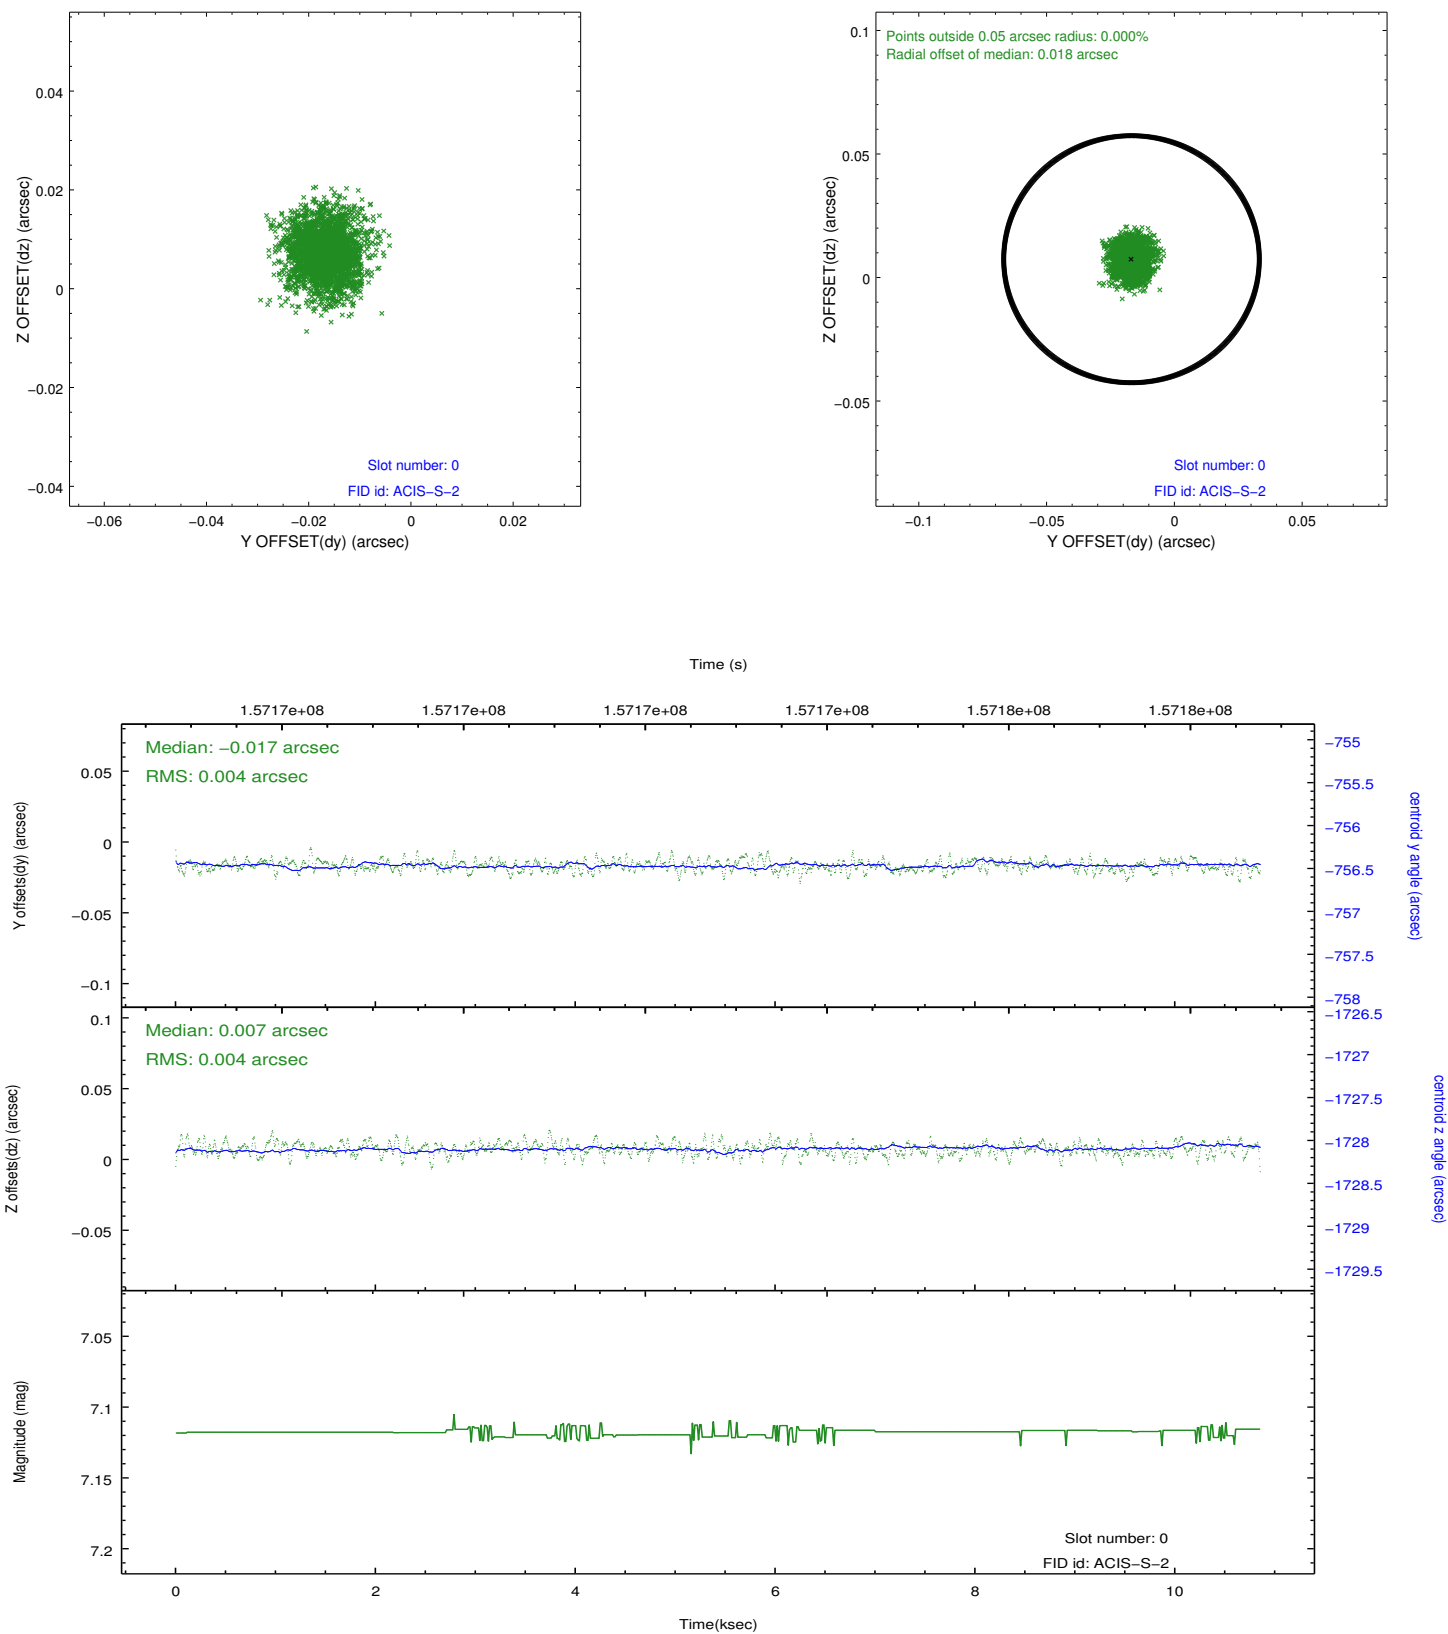 0.04
0.02
0
−0.02
−0.04
Z OFFSET(dz) (arcsec)
Slot number: 0
FID id: ACIS−S−2
−0.06
−0.04
−0.02
0
0.02
Y OFFSET(dy) (arcsec)
Points outside 0.05 arcsec radius: 0.000%
Radial offset of median: 0.018 arcsec
0.1
0.05
0
−0.05
Z OFFSET(dz) (arcsec)
Slot number: 0
FID id: ACIS−S−2
−0.1
−0.05
0
0.05
Y OFFSET(dy) (arcsec)
Time (s)
1.5717e+08
1.5717e+08
1.5717e+08
1.5717e+08
1.5718e+08
1.5718e+08
Median: −0.017 arcsec
RMS: 0.004 arcsec
0.05
0
−0.05
−0.1
Y offsets(dy) (arcsec)
−755
−755.5
−756
−756.5
−757
−757.5
−758
centroid y angle (arcsec)
Median: 0.007 arcsec
RMS: 0.004 arcsec
0.1
0.05
0
−0.05
Z offsets(dz) (arcsec)
−1726.5
−1727
−1727.5
−1728
−1728.5
−1729
−1729.5
centroid z angle (arcsec)
7.05
7.1
7.15
7.2
Magnitude (mag)
Slot number: 0
FID id: ACIS−S−2
0
2
4
6
8
10
Time(ksec)